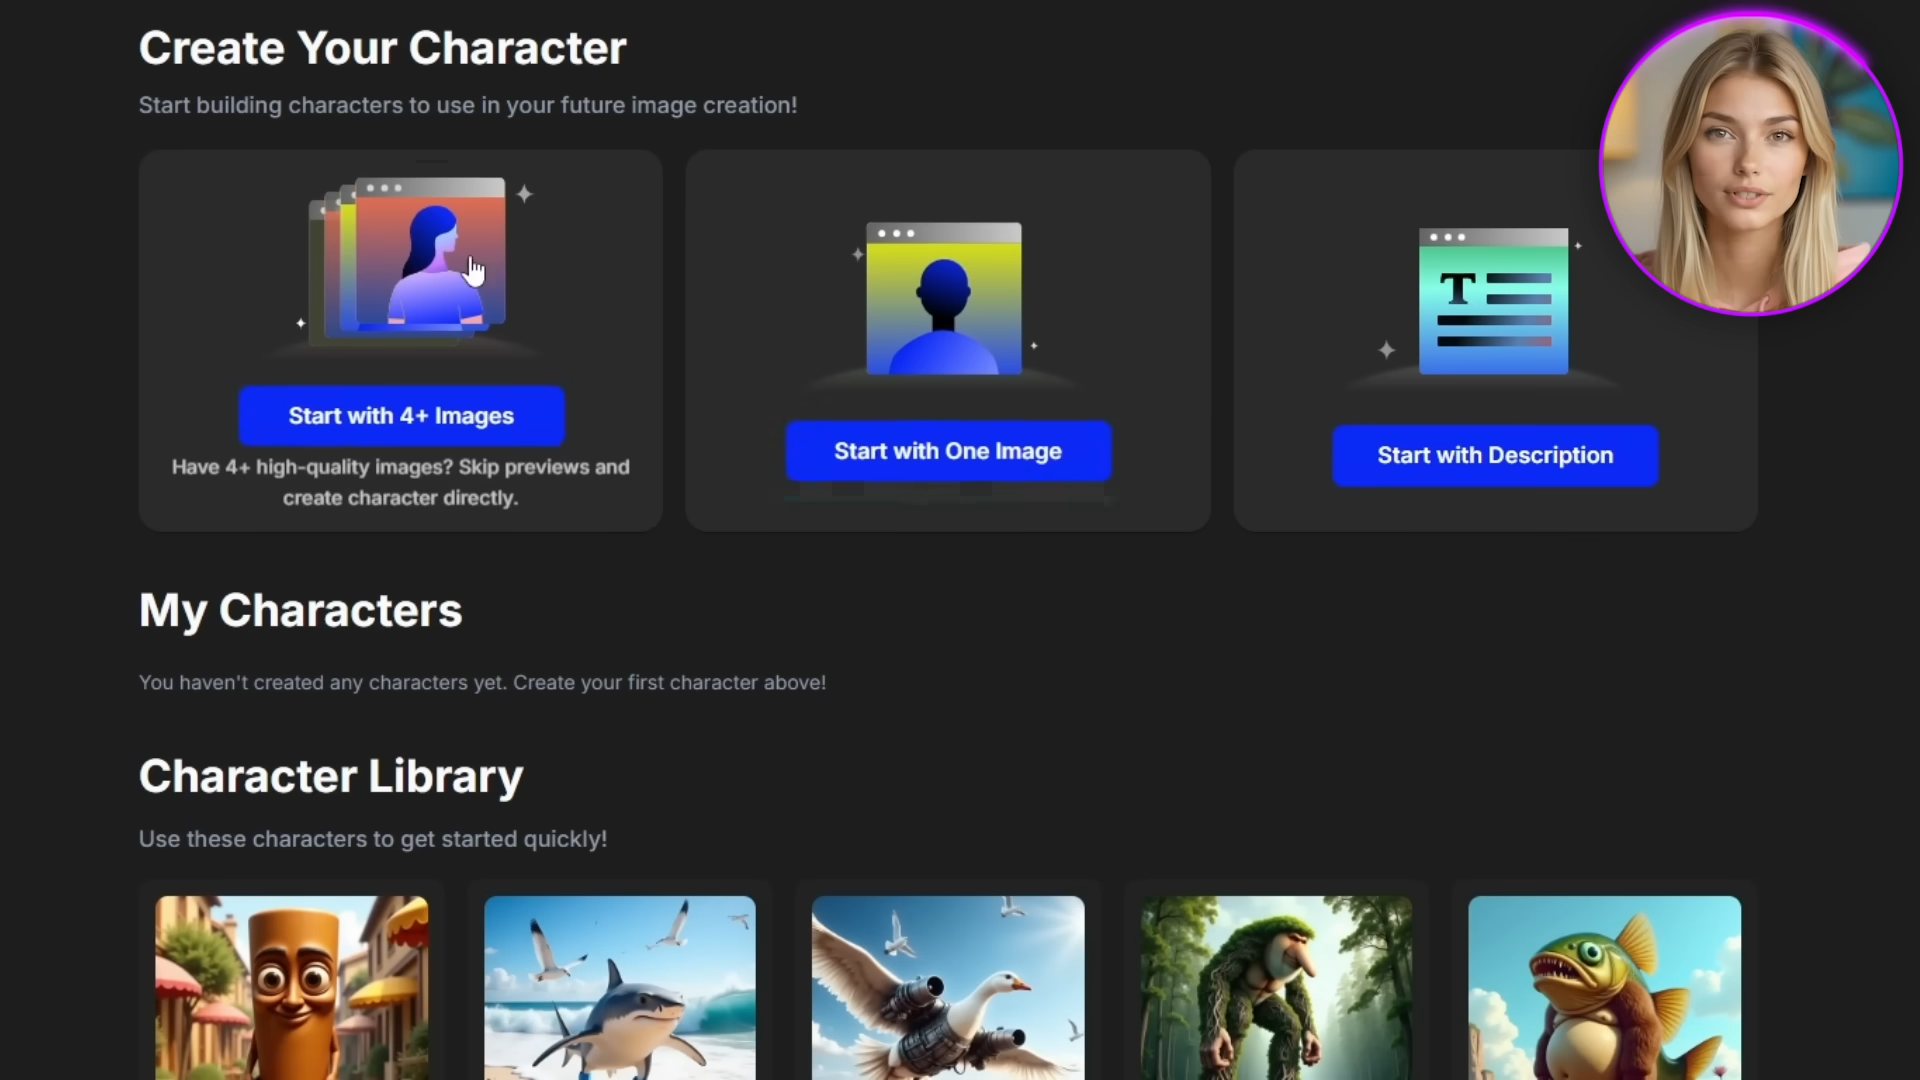 Create Your Character
Start building characters to use in your future image creation!
Start with 4+ Images
Have 4+ high-quality images? Skip previews and
create character directly.
Start with One Image
T
Start with Description
My Characters
You haven't created any characters yet. Create your first character above!
Character Library
Use these characters to get started quickly!